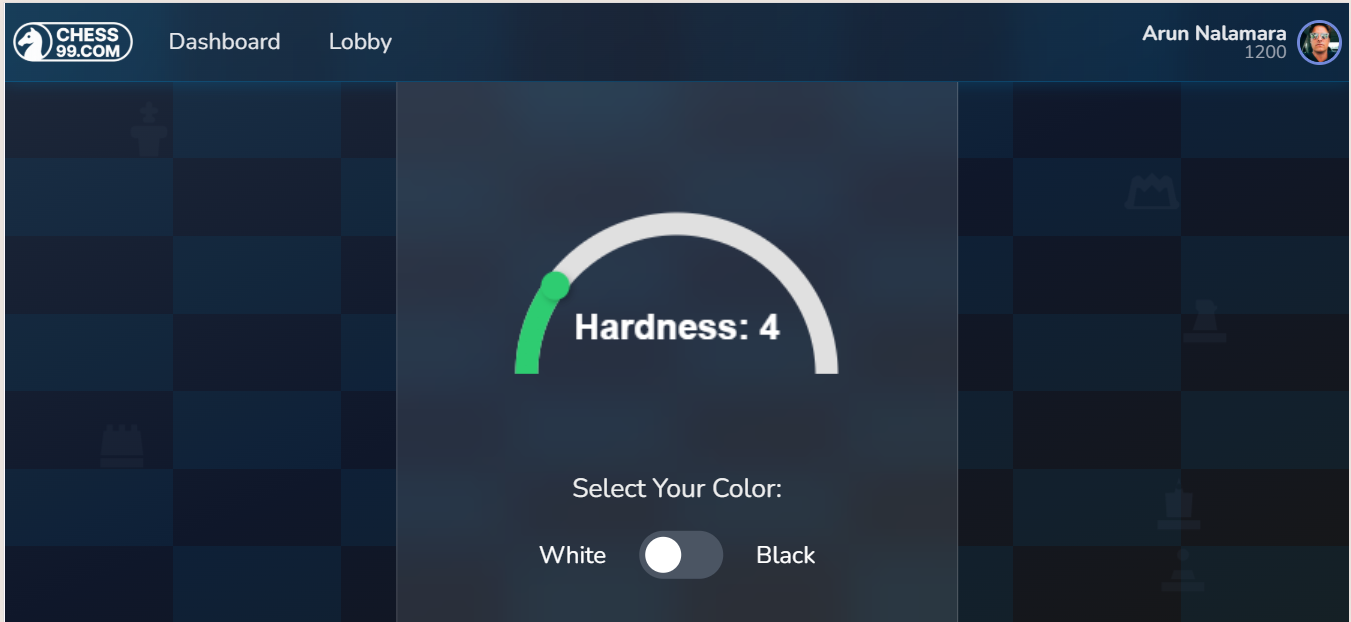 CHESS
99.COM
Dashboard
Lobby
Arun Nalamara
1200
Hardness: 4
Select Your Color:
White
Black